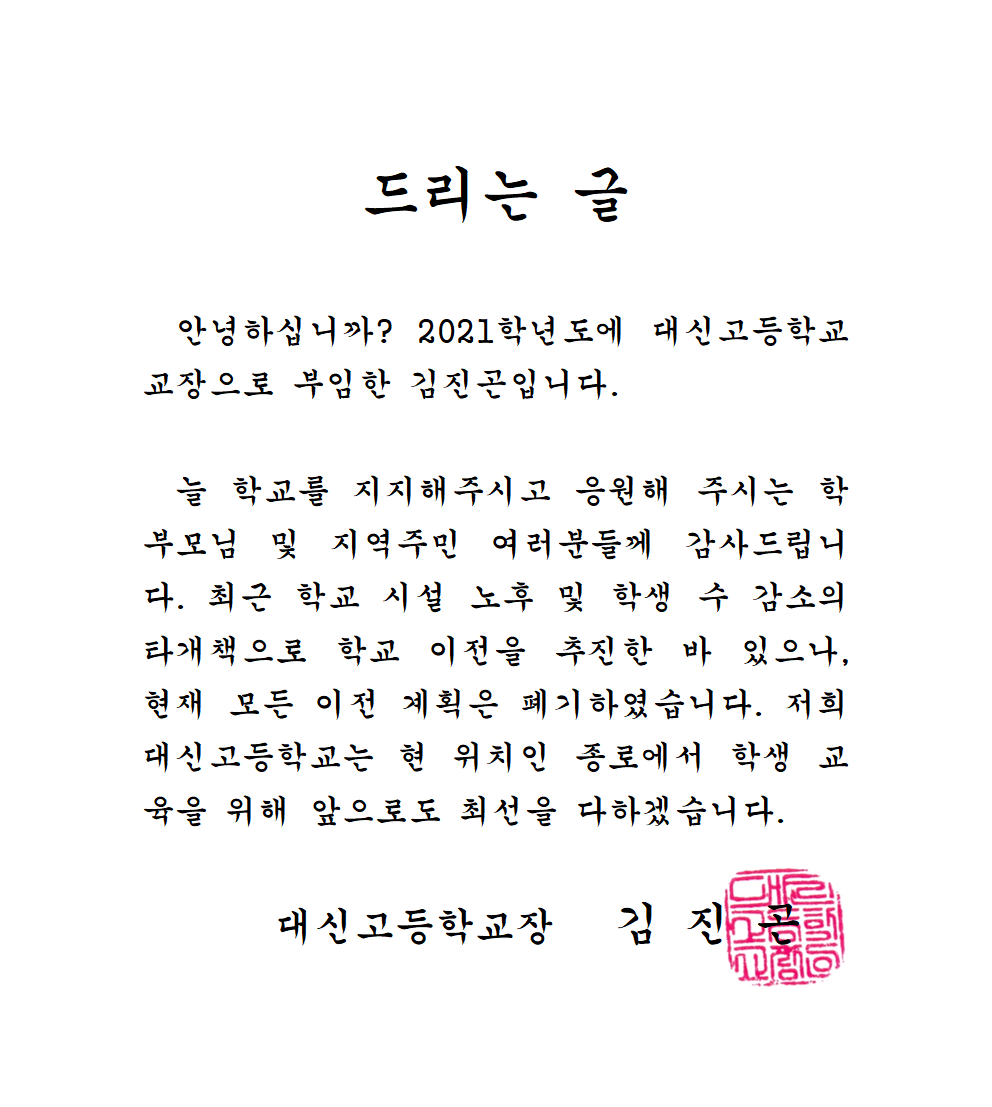 드리는 글
안녕하십니까? 2021학년도에 대신고등학교
교장으로 부임한 김진곤입니다.
늘 학교를 지지해주시고 응원해 주시는 학
부모님 및 지역주민 여러분들께 감사드립니
다. 최근 학교 시설 노후 및 학생 수 감소의
타개책으로 학교 이전을 추진한 바 있으나,
현재 모든 이전 계획은 폐기하였습니다. 저희
대신고등학교는 현 위치인 종로에서 학생 교
육을 위해 앞으로도 최선을 다하겠습니다.
대신고등학교장 김 진 곤